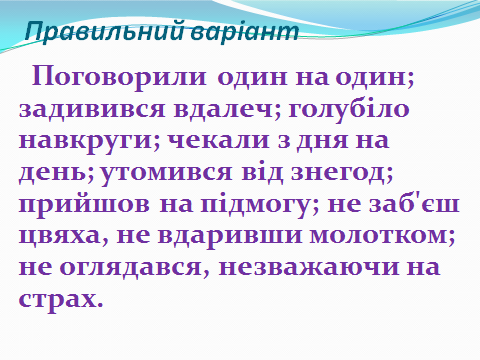 Правильний варіант
Поговорили один на один;
задивився вдалеч; голубіло
навкруги; чекали з дня на
день; утомився від знегод;
прийшов на підмогу; не заб'єш
цвяха, не вдаривши молотком;
не оглядався, незважаючи на
страх.